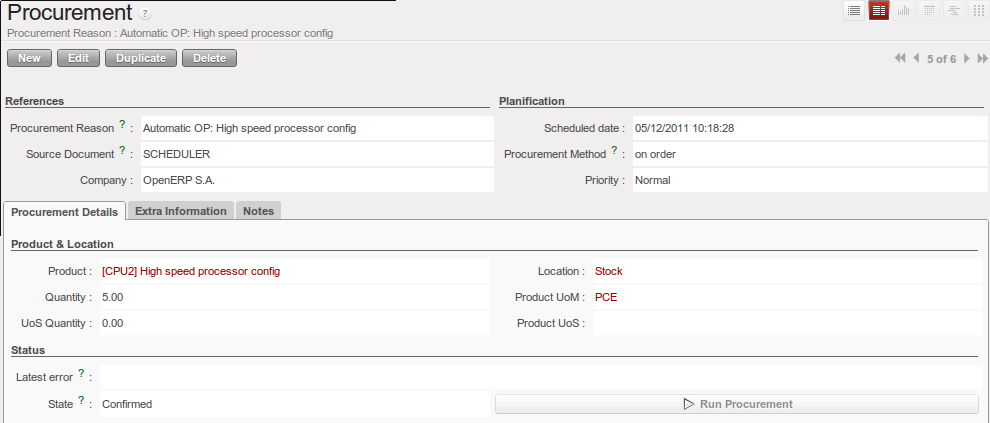 Procurement ?
Procurement Reason : Automatic OP: High speed processor config
New Edit Duplicate Delete 5 of 6
References Planification
Procurement Reason ? : Automatic OP: High speed processor config Scheduled date : 05/12/2011 10:18:28
Source Document ? : SCHEDULER Procurement Method ? : on order
Company : OpenERP S.A. Priority : Normal
Procurement Details Extra Information Notes
Product & Location
Product : [CPU2] High speed processor config Location : Stock
Quantity : 5.00 Product UoM : PCE
UoS Quantity : 0.00 Product UoS :
Status
Latest error ? :
State ? : Confirmed Run Procurement